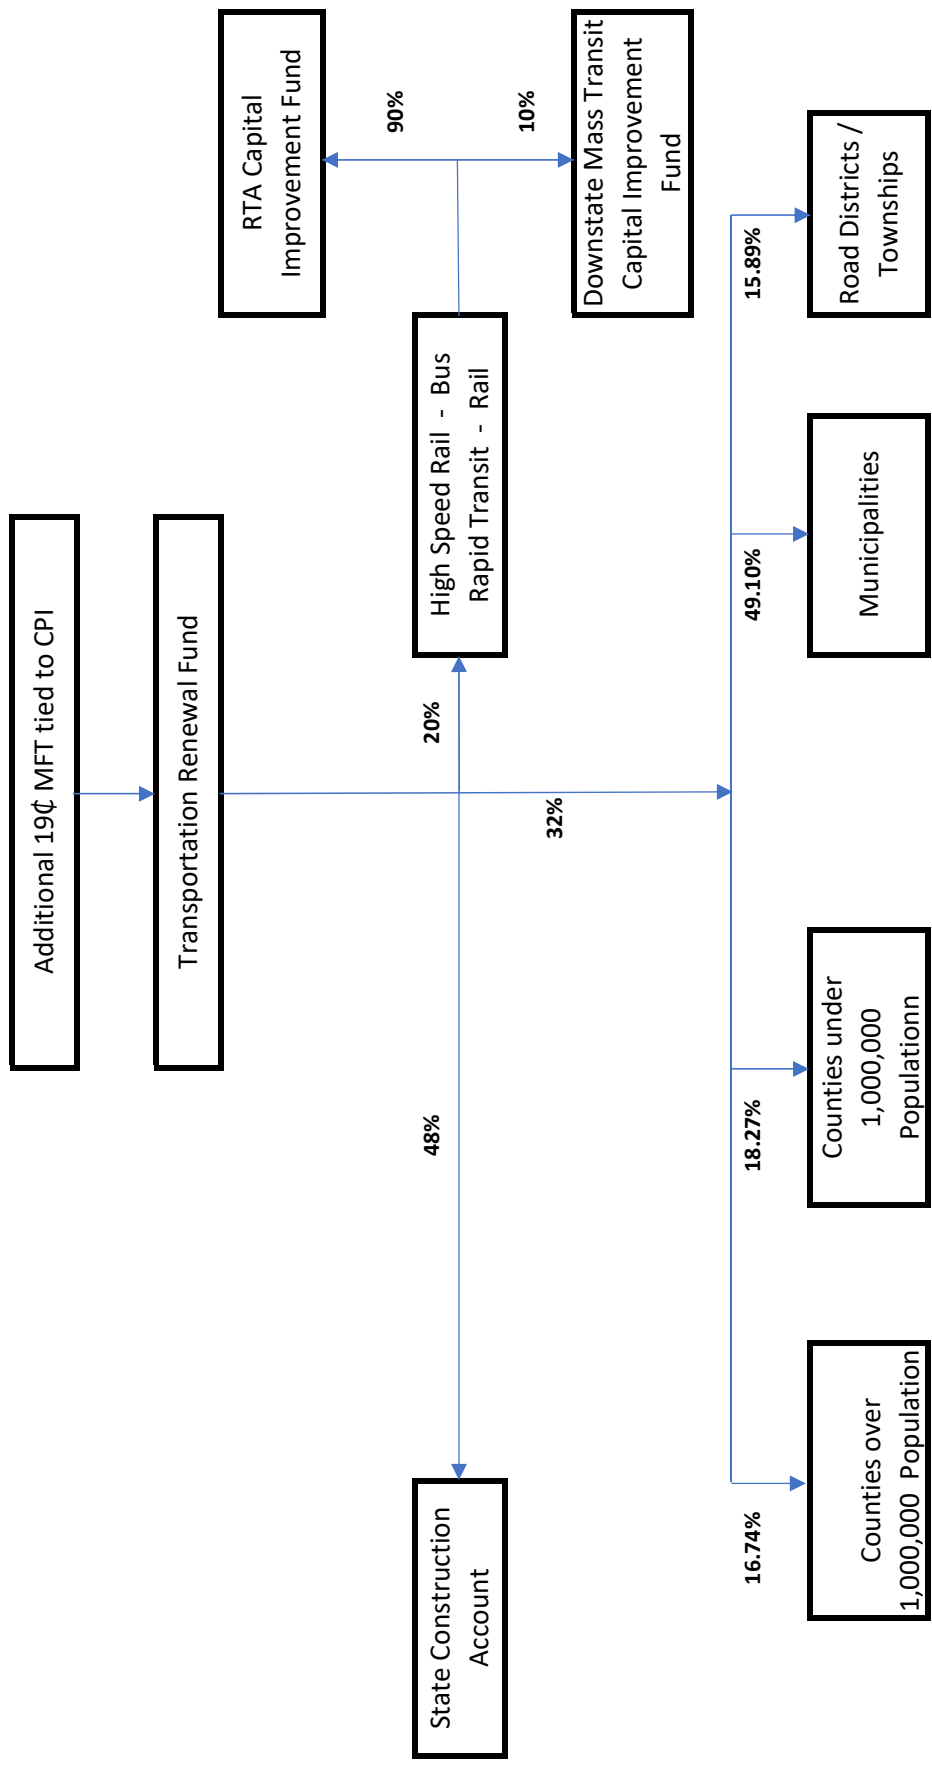 Additional 19₵ MFT tied to CPI
Transportation Renewal Fund
RTA Capital
Improvement Fund
90%
State Construction
Account
48%
20%
High Speed Rail - Bus
Rapid Transit - Rail
10%
32%
Downstate Mass Transit
Capital Improvement
Fund
16.74%
18.27%
49.10%
15.89%
Counties over
1,000,000 Population
Counties under
1,000,000
Populationn
Municipalities
Road Districts /
Townships